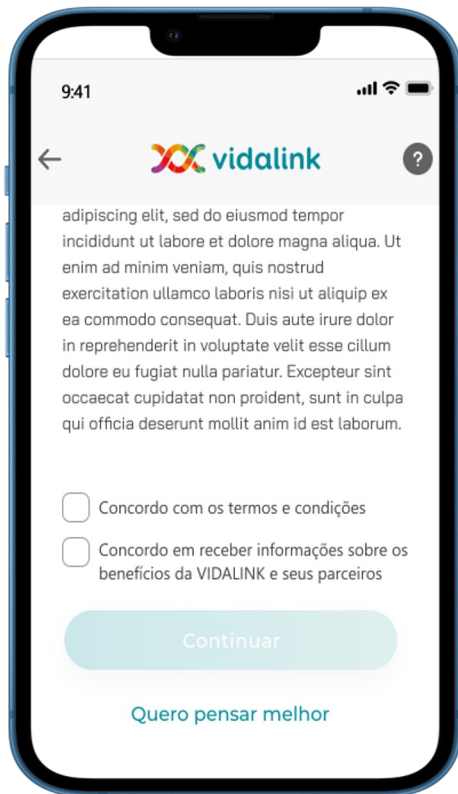 9:41
vidalink
?
adipiscing elit, sed do eiusmod tempor
incididunt ut labore et dolore magna aliqua. Ut
enim ad minim veniam, quis nostrud
exercitation ullamco laboris nisi ut aliquip ex
ea commodo consequat. Duis aute irure dolor
in reprehenderit in voluptate velit esse cillum
dolore eu fugiat nulla pariatur. Excepteur sint
occaecat cupidatat non proident, sunt in culpa
qui officia deserunt mollit anim id est laborum.
Concordo com os termos e condições
Concordo em receber informações sobre os
benefícios da VIDALINK e seus parceiros
Continuar
Quero pensar melhor